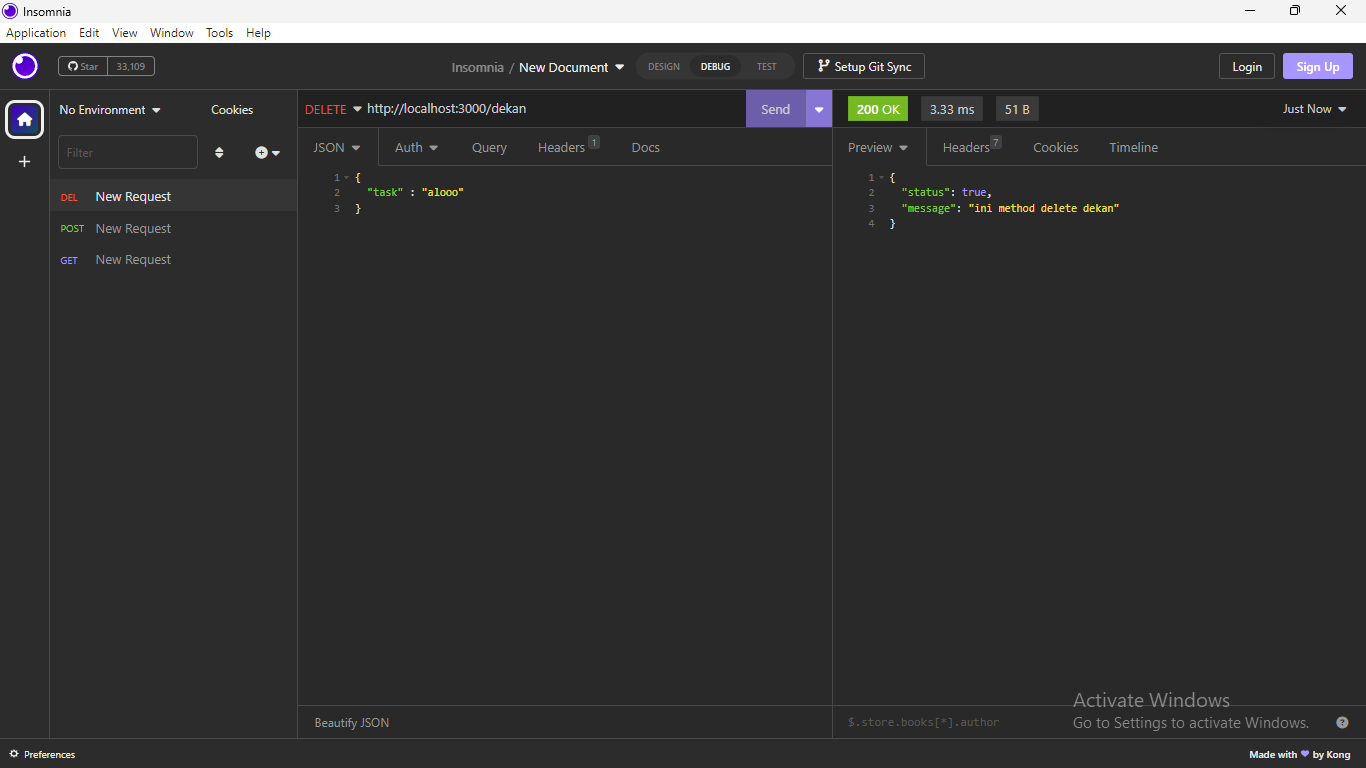 Insomnia
Application Edit View Window Tools Help
Star 33,109
Insomnia / New Document DESIGN DEBUG TEST Setup Git Sync Login Sign Up
No Environment Cookies
Filter
DEL New Request
POST New Request
GET New Request
DELETE http://localhost:3000/dekan Send
JSON Auth Query Headers 1 Docs
1 {
2 "task" : "alooo"
3 }
Beautify JSON
200 OK 3.33 ms 51 B Just Now
Preview Headers 7 Cookies Timeline
1 {
2 "status": true,
3 "message": "ini method delete dekan"
4 }
$.store.books[*].author
Activate Windows
Go to Settings to activate Windows.
Preferences
Made with by Kong